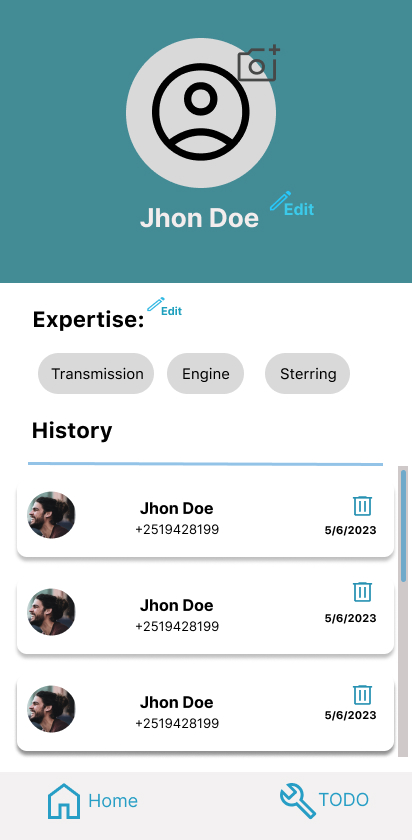 Jhon Doe
Edit
Expertise:
Edit
Transmission
Engine
Sterring
History
Jhon Doe
+2519428199
5/6/2023
Jhon Doe
+2519428199
5/6/2023
Jhon Doe
+2519428199
5/6/2023
Home
TODO